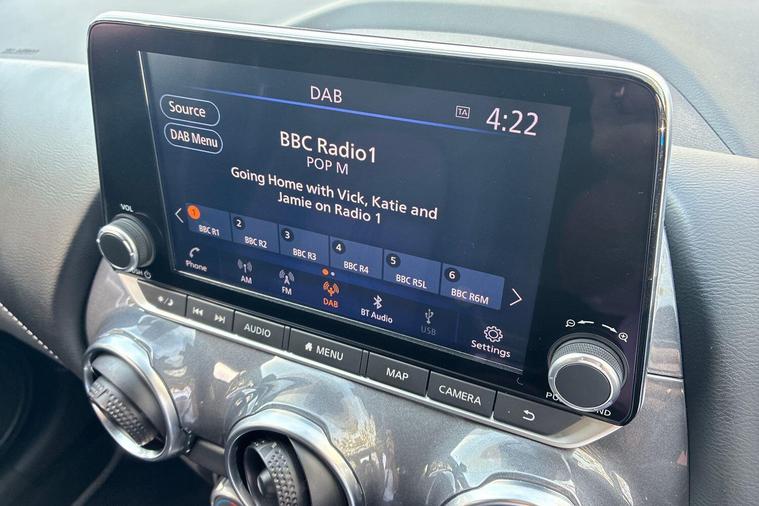 DAB
TA
4:22
Source
DAB Menu
BBC Radio1
POP M
Going Home with Vick, Katie and
Jamie on Radio 1
1 BBC R1
2 BBC R2
3 BBC R3
4 BBC R4
5 BBC R5L
6 BBC R6M
Phone
AM
FM
DAB
BT Audio
USB
Settings
VOL
AUDIO
MENU
MAP
CAMERA